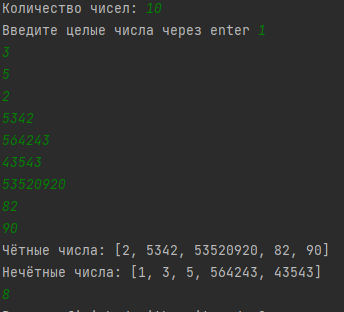 Количество чисел: 10
Введите целые числа через enter 1
3
5
2
5342
564243
43543
53520920
82
90
Чётные числа: [2, 5342, 53520920, 82, 90]
Нечётные числа: [1, 3, 5, 564243, 43543]
8